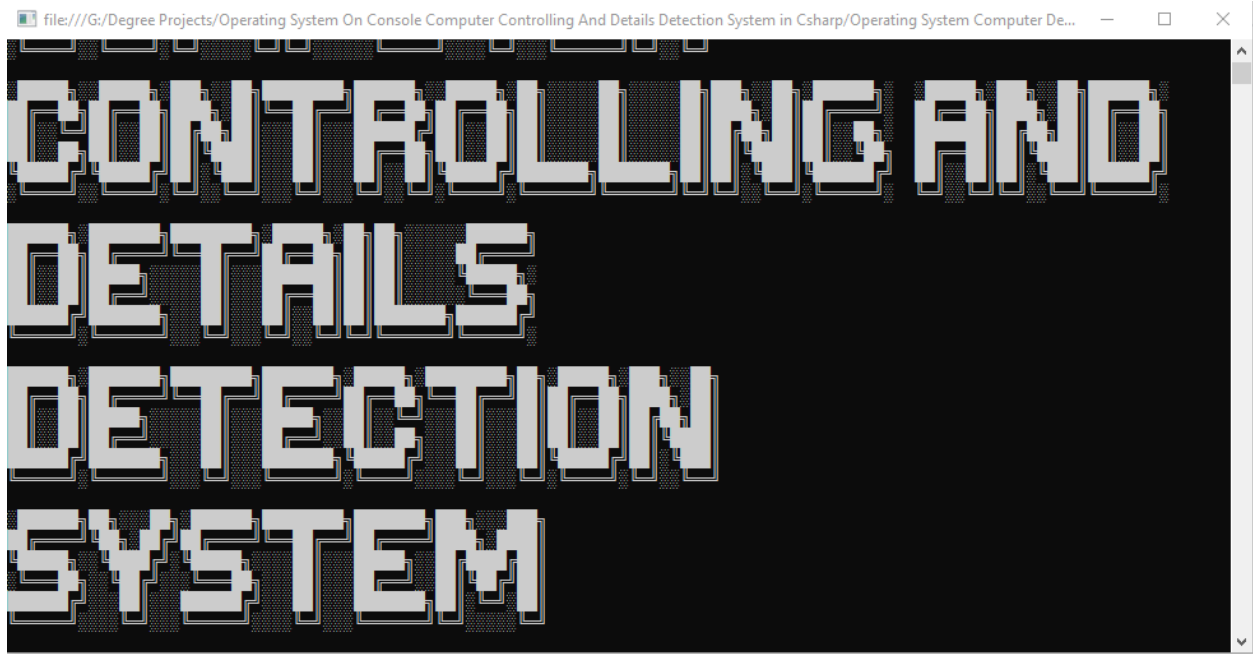 file:///G:/Degree Projects/Operating System On Console Computer Controlling And Details Detection System in Csharp/Operating System Computer De...
CONTROLLING AND
DETAILS
DETECTION
SYSTEM